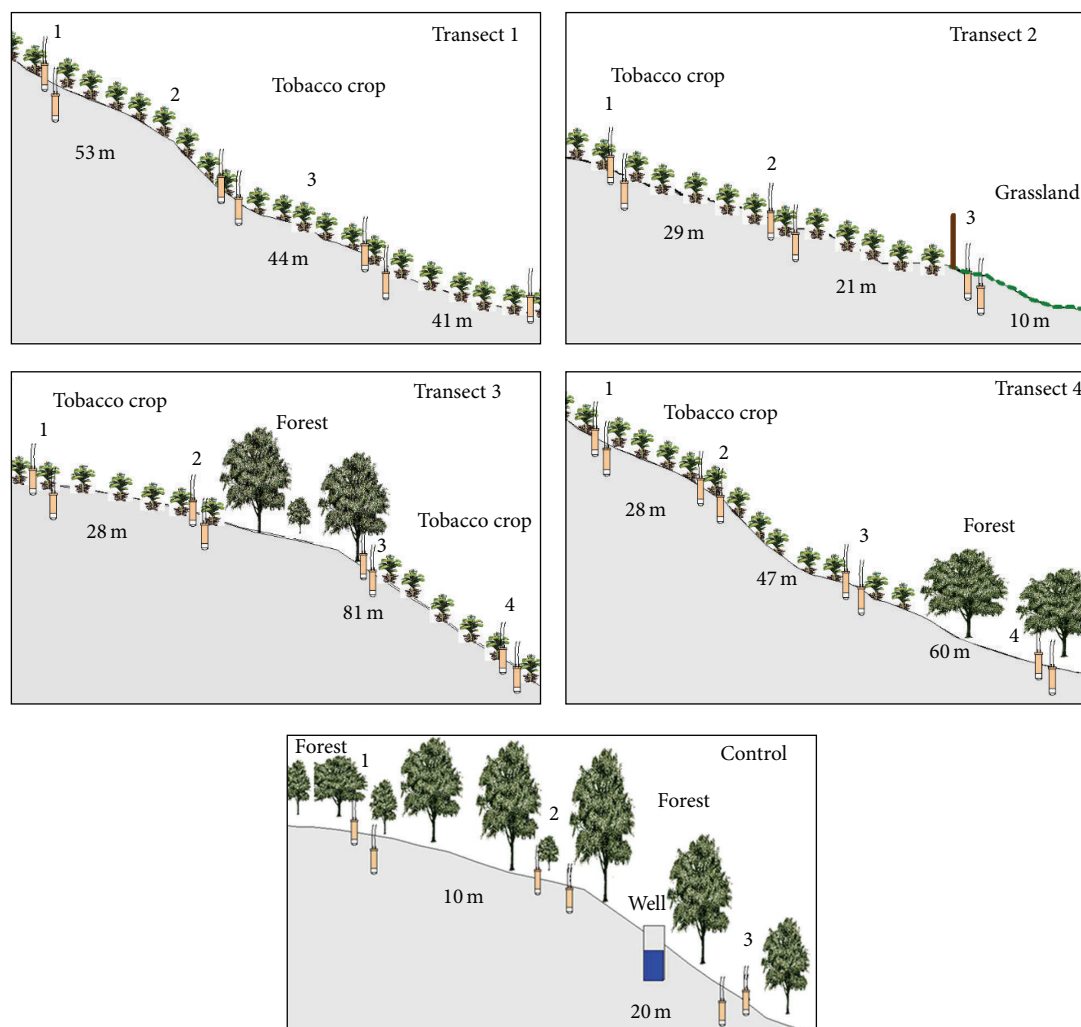 Transect 1
1
Tobacco crop
2
53 m
3
44 m
41 m
Transect 2
Tobacco crop
1
2
Grassland
3
29 m
21 m
10 m
Transect 3
Tobacco crop
1
Forest
2
Tobacco crop
28 m
3
81 m
4
Transect 4
1
Tobacco crop
2
28 m
3
Forest
47 m
4
60 m
Control
Forest
1
Forest
2
10 m
Well
3
20 m